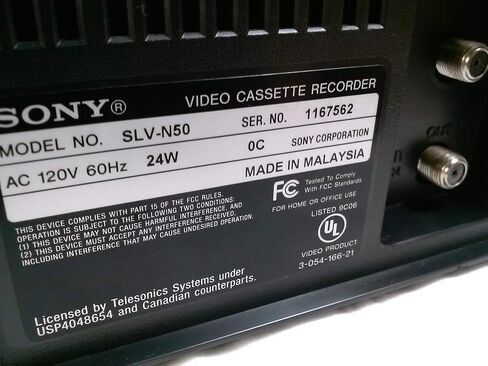 SONY® VIDEO CASSETTE RECORDER
MODEL NO. SLV-N50 SER. NO. 1167562
AC 120V 60Hz 24W 0C SONY CORPORATION
MADE IN MALAYSIA
THIS DEVICE COMPLIES WITH PART 15 OF THE FCC RULES.
OPERATION IS SUBJECT TO THE FOLLOWING TWO CONDITIONS:
(1) THIS DEVICE MAY NOT CAUSE HARMFUL INTERFERENCE, AND
(2) THIS DEVICE MUST ACCEPT ANY INTERFERENCE RECEIVED,
INCLUDING INTERFERENCE THAT MAY CAUSE UNDESIRED OPERATION.
FCC Tested To Comply
With FCC Standards
FOR HOME OR OFFICE USE
LISTED 9C06
UL
®
VIDEO PRODUCT
3-054-166-21
Licensed by Telesonics Systems under
USP4048654 and Canadian counterparts.
OUT